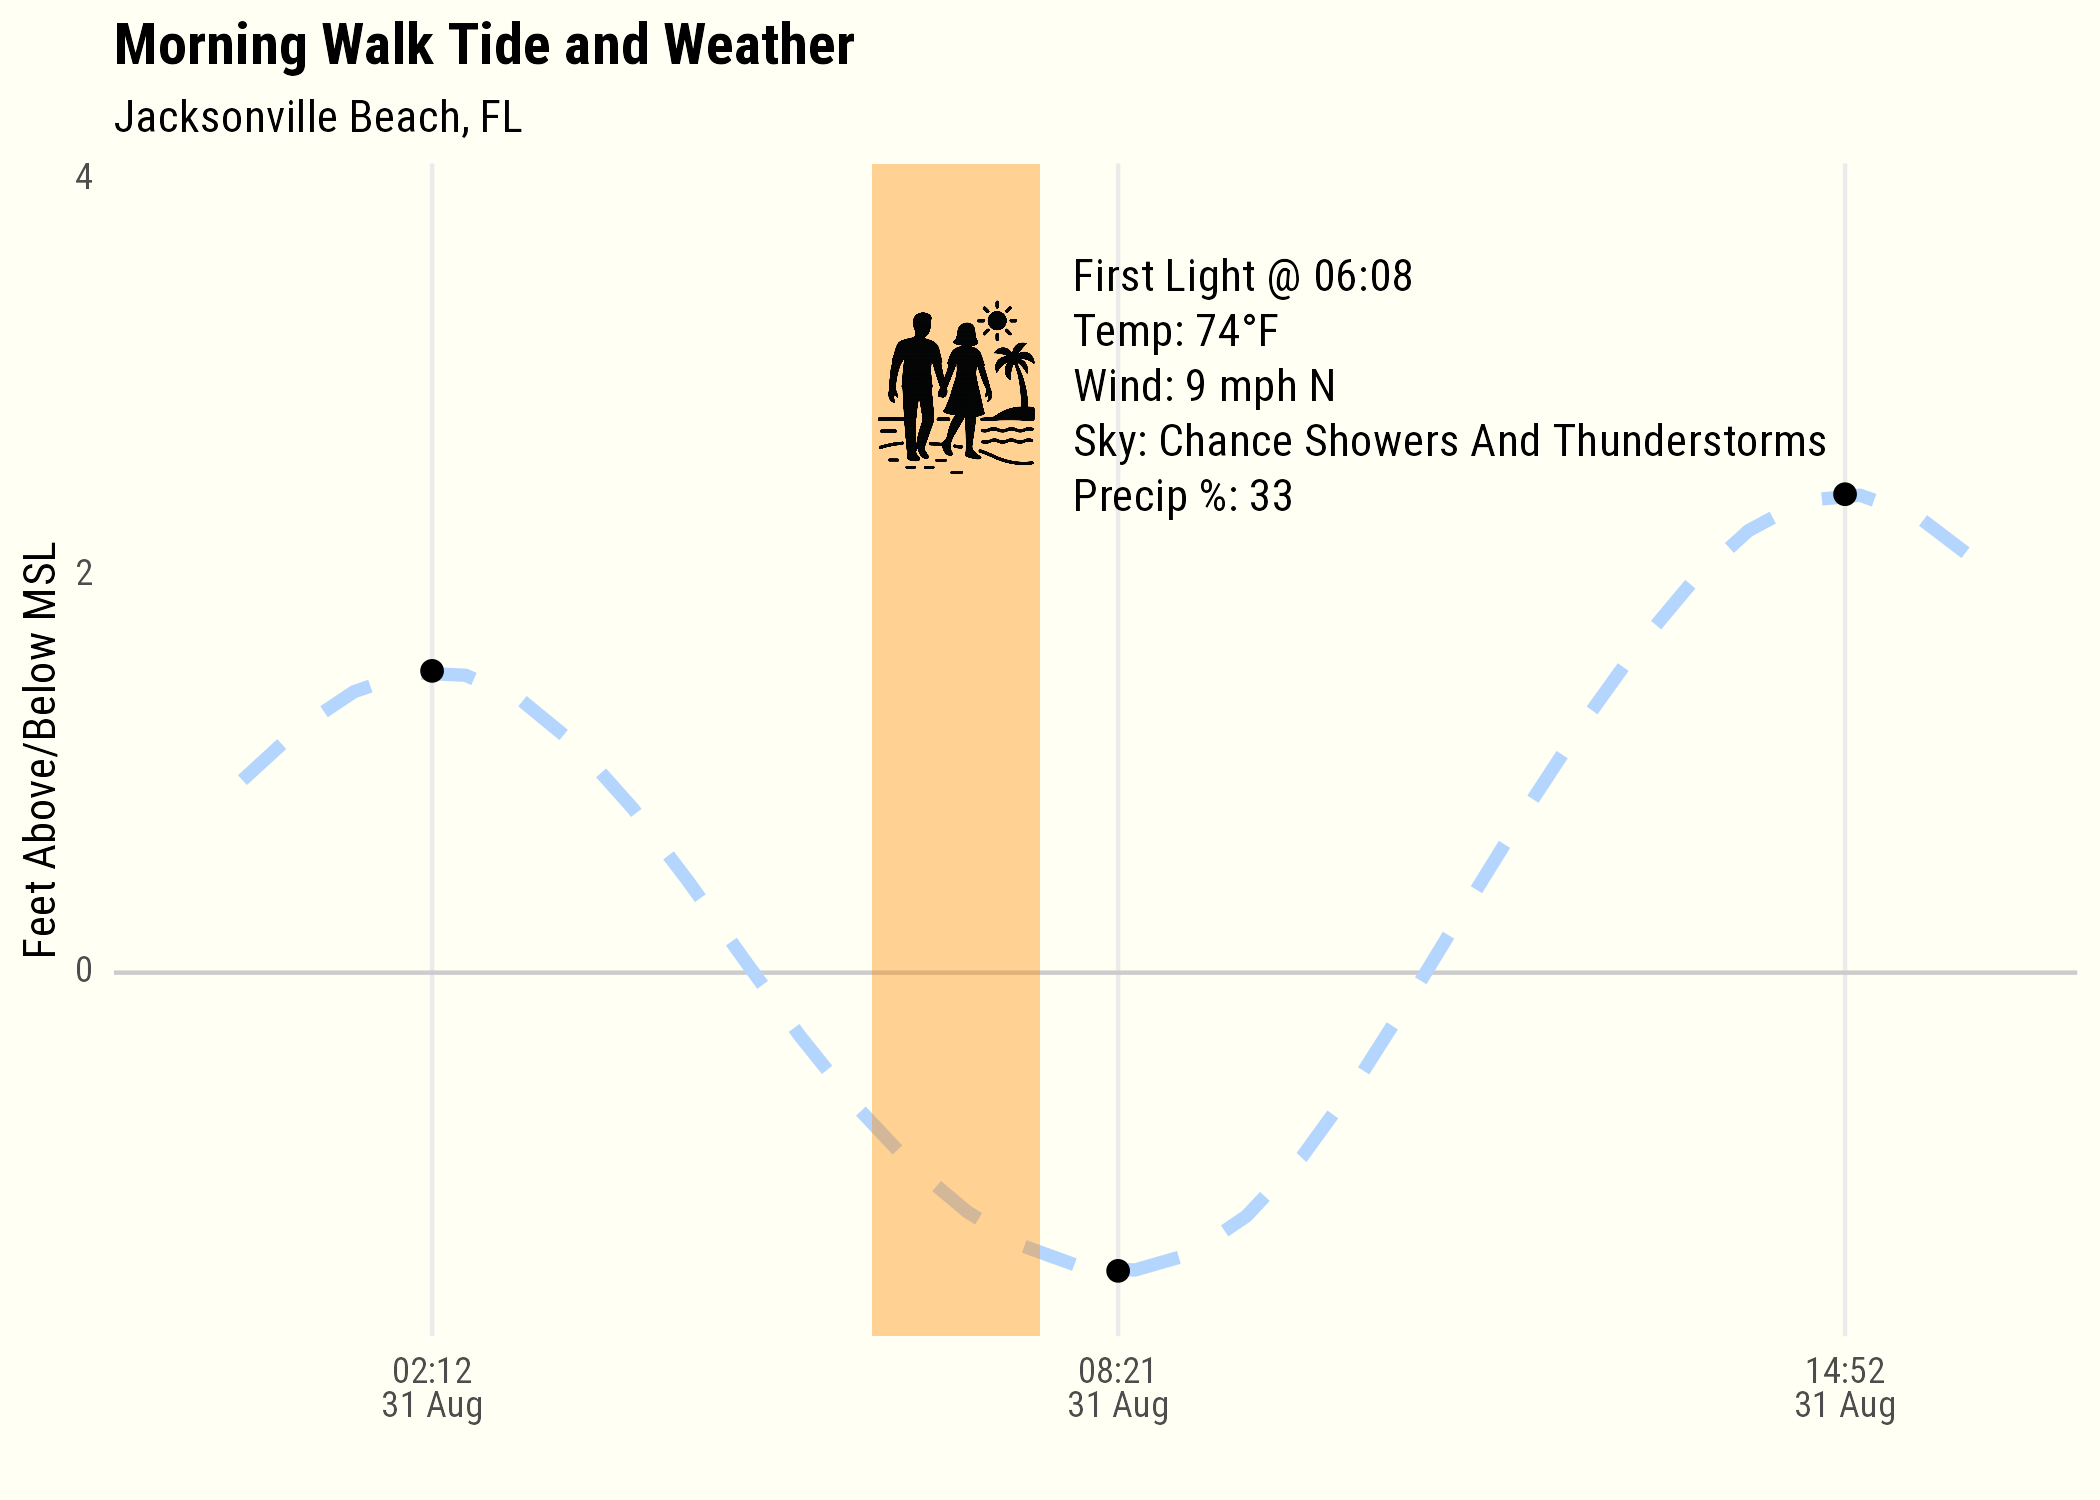 Morning Walk Tide and Weather
Jacksonville Beach, FL
4
2
0
Feet Above/Below MSL
First Light @ 06:08
Temp: 74°F
Wind: 9 mph N
Sky: Chance Showers And Thunderstorms
Precip %: 33
02:12
31 Aug
08:21
31 Aug
14:52
31 Aug